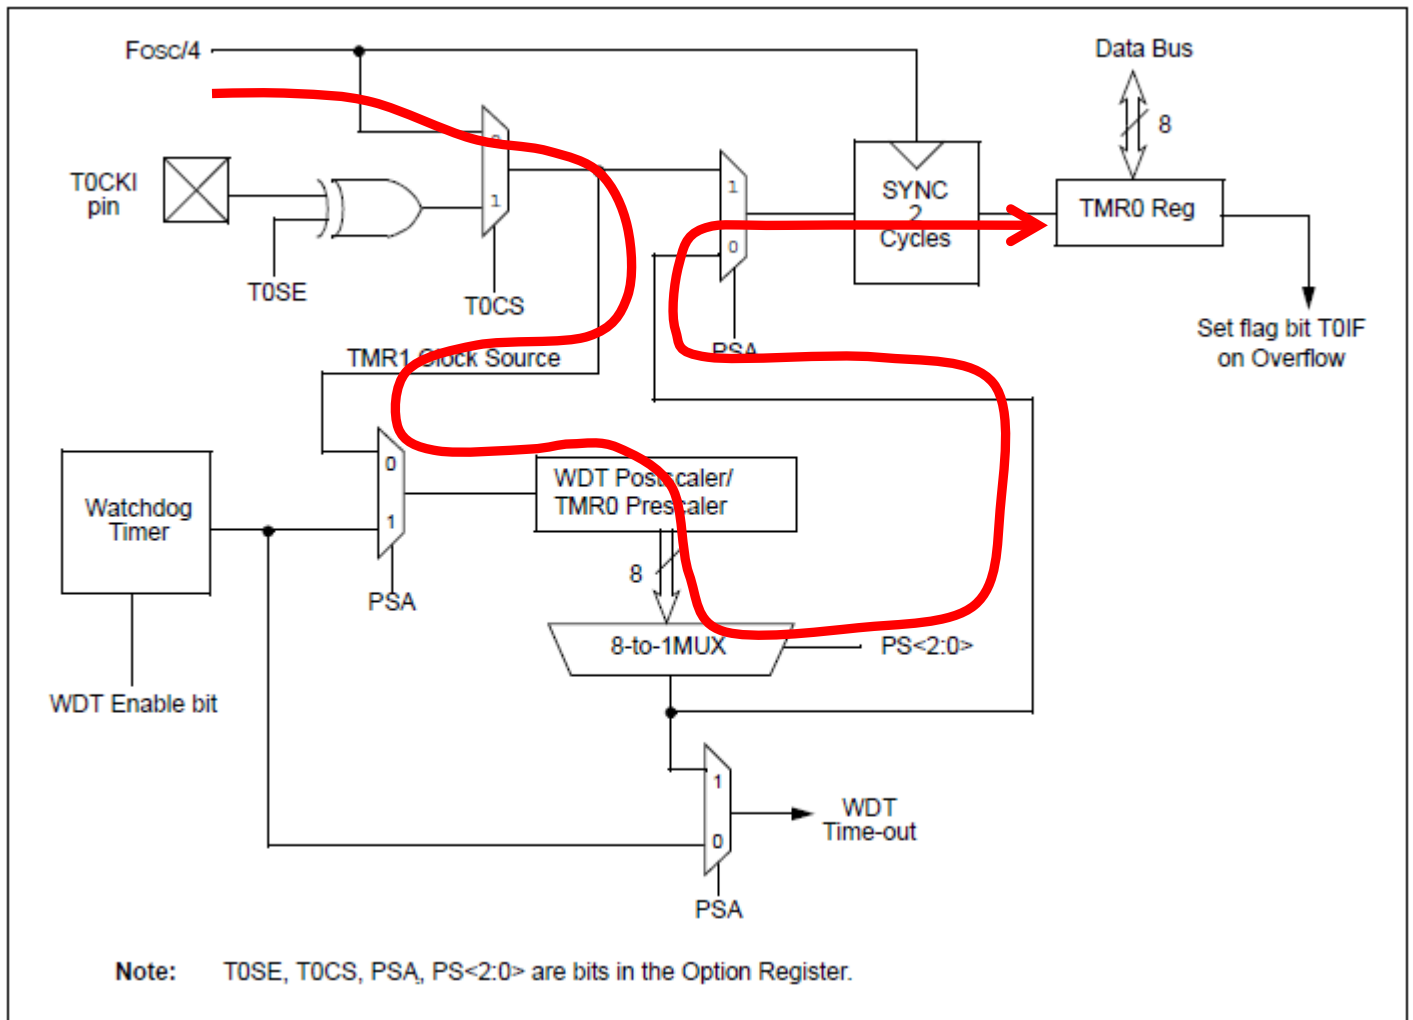 Fosc/4
Data Bus
8
0
T0CKI
pin
1
1
SYNC
2
Cycles
TMR0 Reg
0
T0SE
T0CS
PSA
Set flag bit T0IF
on Overflow
TMR1 Clock Source
0
WDT Postscaler/
TMR0 Prescaler
Watchdog
Timer
1
8
PSA
8-to-1MUX
PS<2:0>
WDT Enable bit
1
WDT
Time-out
0
PSA
Note: T0SE, T0CS, PSA, PS<2:0> are bits in the Option Register.